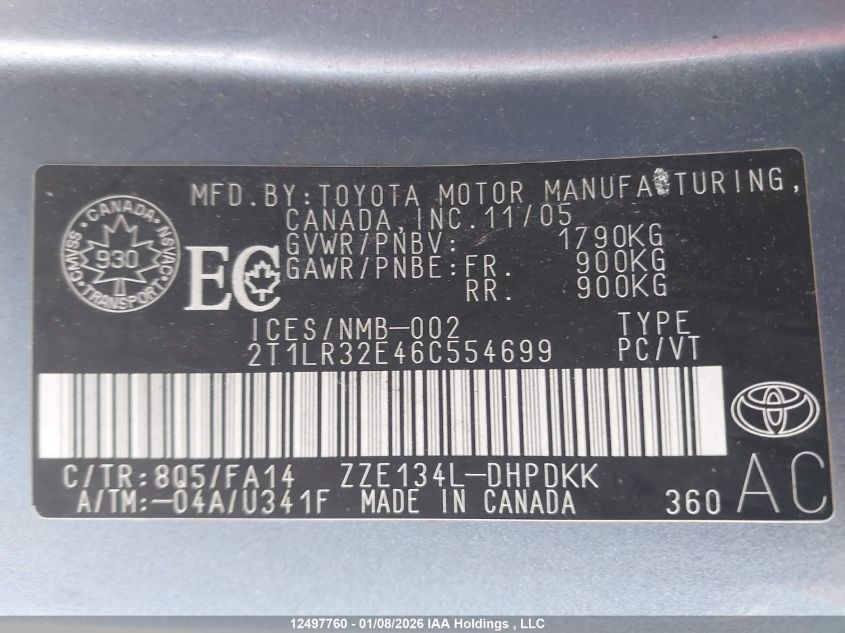 MFD.BY:TOYOTA MOTOR MANUFACTURING,
CANADA,INC.11/05
GVWR/PNBV: 1790KG
GAWR/PNBE:FR. 900KG
RR. 900KG
CANADA · NSVAC · TRANSPORT · CMVSS
930
EC
ICES/NMB-002 TYPE
2T1LR32E46C554699 PC/VT
C/TR:8Q5/FA14 ZZE134L-DHPDKK
A/TM:-04A/U341F MADE IN CANADA 360 AC
12497760 - 01/08/2026 IAA Holdings , LLC